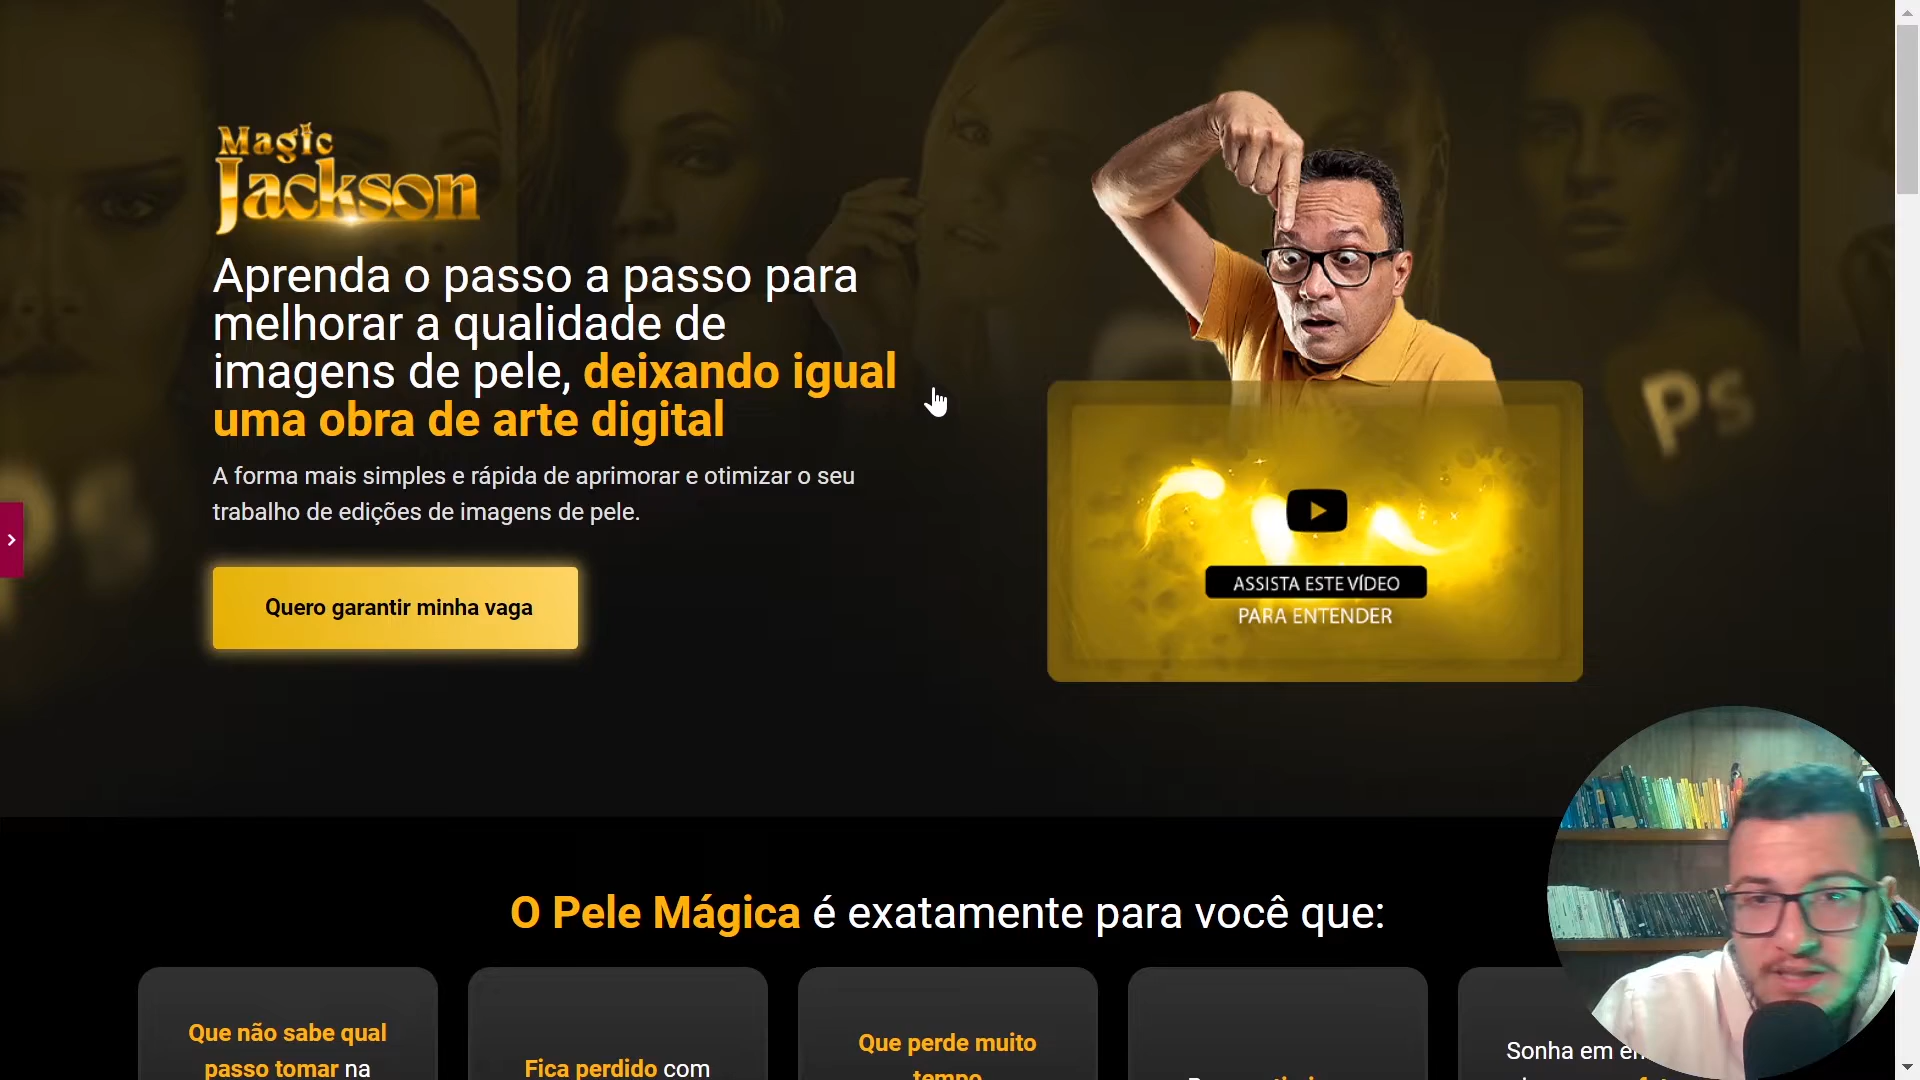 Magic
Jackson
Aprenda o passo a passo para
melhorar a qualidade de
imagens de pele, deixando igual
uma obra de arte digital
A forma mais simples e rápida de aprimorar e otimizar o seu
trabalho de edições de imagens de pele.
Quero garantir minha vaga
Ps
ASSISTA ESTE VÍDEO
PARA ENTENDER
O Pele Mágica é exatamente para você que:
Que não sabe qual
passo tomar na
Fica perdido com
Que perde muito
tempo
Sonha em